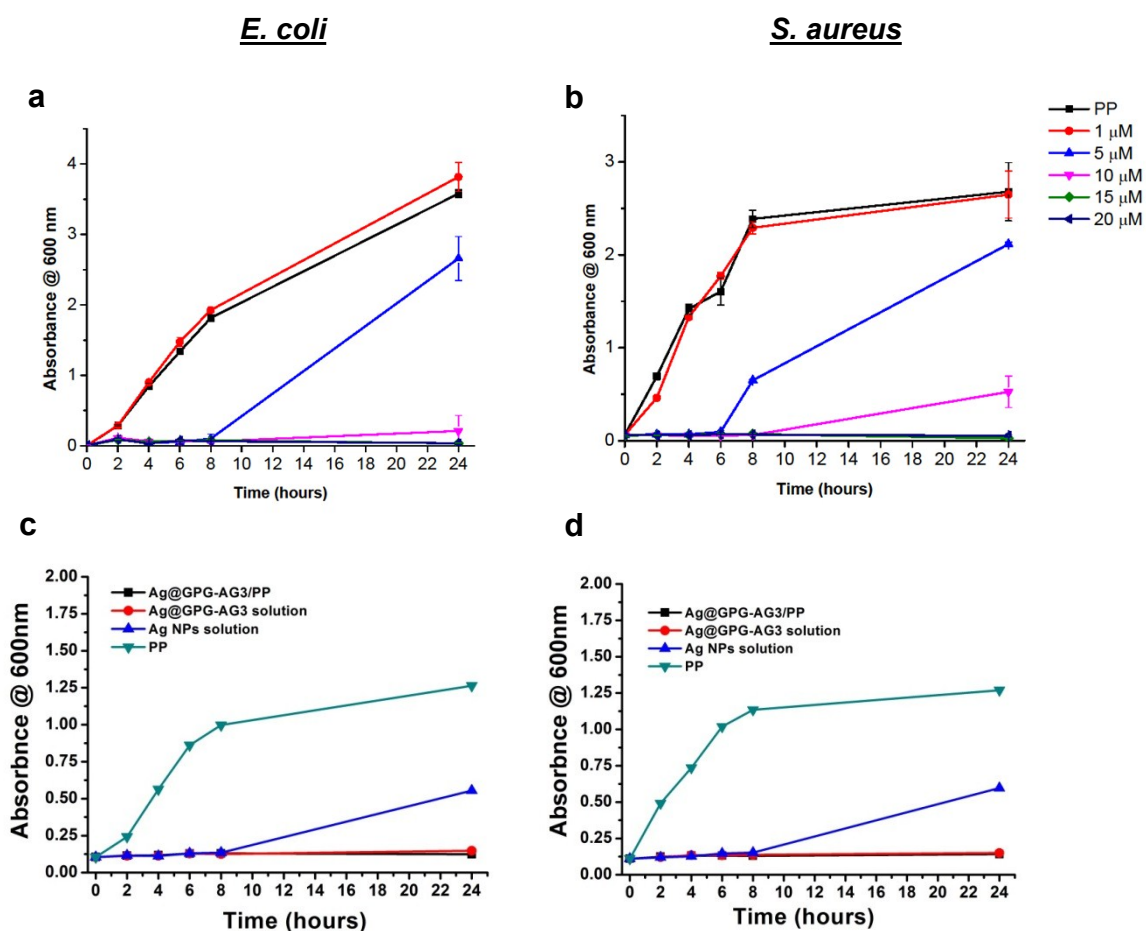 E. coli
S. aureus
a
Absorbance @ 600 nm
4
3
2
1
0
0 2 4 6 8 10 12 14 16 18 20 22 24
Time (hours)
b
Absorbance @ 600 nm
3
2
1
0
0 2 4 6 8 10 12 14 16 18 20 22 24
Time (hours)
PP
1 μM
5 μM
10 μM
15 μM
20 μM
c
Absorbnce @ 600nm
2.00
1.75
1.50
1.25
1.00
0.75
0.50
0.25
0.00
Ag@GPG-AG3/PP
Ag@GPG-AG3 solution
Ag NPs solution
PP
0 2 4 6 8 10 12 14 16 18 20 22 24
Time (hours)
d
Absorbnce @ 600nm
2.00
1.75
1.50
1.25
1.00
0.75
0.50
0.25
0.00
Ag@GPG-AG3/PP
Ag@GPG-AG3 solution
Ag NPs solution
PP
0 2 4 6 8 10 12 14 16 18 20 22 24
Time (hours)